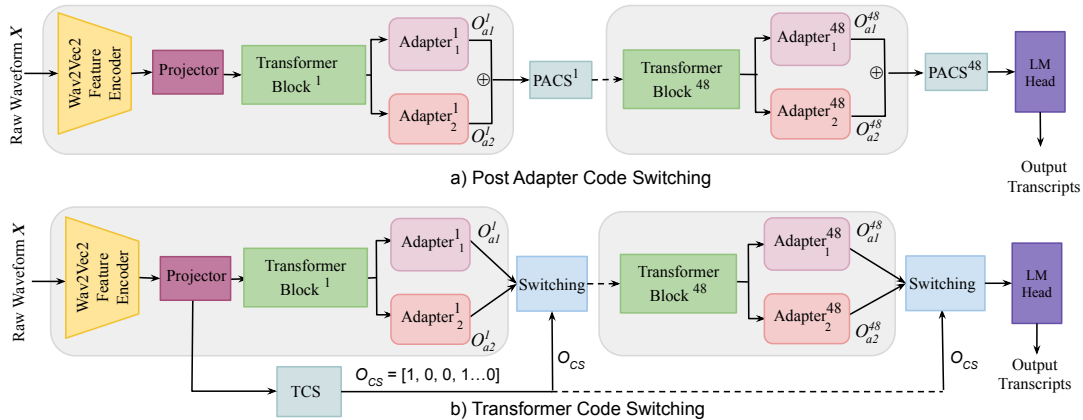 Raw Waveform X
Wav2Vec2
Feature
Encoder
Projector
Transformer
Block 1
Adapter 1 1
O a1 1
Adapter 1 2
O a2 1
⊕
PACS 1
Transformer
Block 48
Adapter 48 1
O a1 48
Adapter 48 2
O a2 48
⊕
PACS 48
LM
Head
Output
Transcripts
a) Post Adapter Code Switching
Raw Waveform X
Wav2Vec2
Feature
Encoder
Projector
Transformer
Block 1
Adapter 1 1
O a1 1
Adapter 1 2
O a2 1
Switching
Transformer
Block 48
Adapter 48 1
O a1 48
Adapter 48 2
O a2 48
Switching
LM
Head
Output
Transcripts
TCS
O CS = [1, 0, 0, 1...0]
O CS
O CS
b) Transformer Code Switching